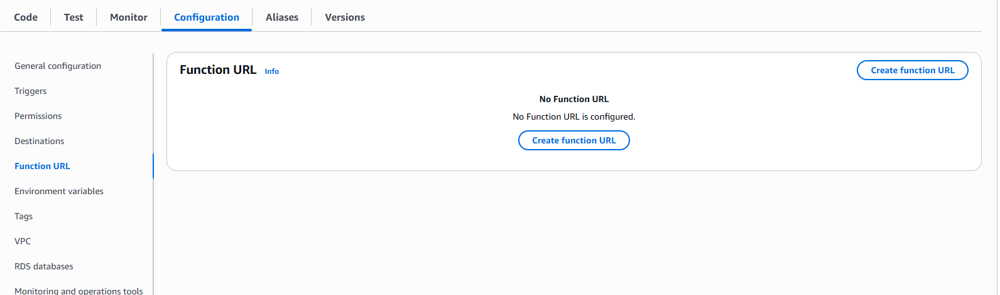 Code Test Monitor Configuration Aliases Versions
General configuration
Triggers
Permissions
Destinations
Function URL
Environment variables
Tags
VPC
RDS databases
Monitoring and operations tools
Function URL Info
Create function URL
No Function URL
No Function URL is configured.
Create function URL